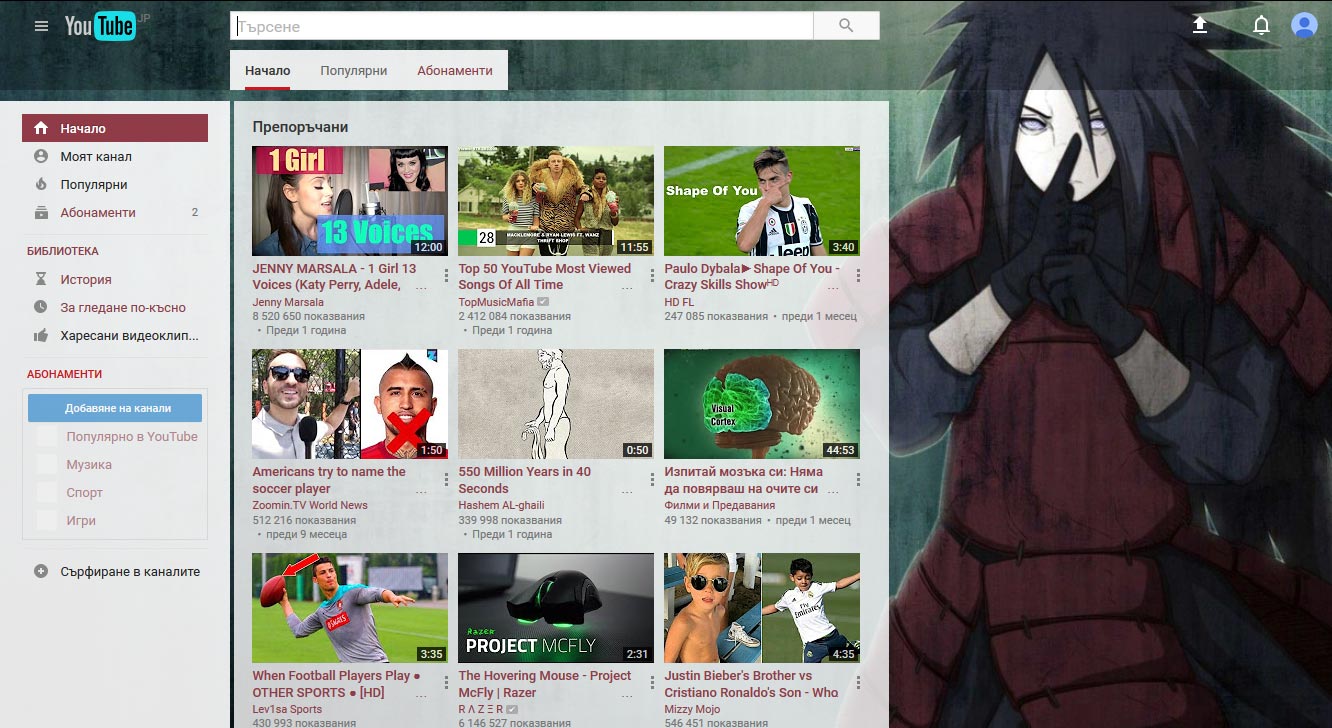 YouTube JP
Търсене
Начало Популярни Абонаменти
Начало
Моят канал
Популярни
Абонаменти 2
БИБЛИОТЕКА
История
За гледане по-късно
Харесани видеоклип...
АБОНАМЕНТИ
Добавяне на канали
Популярно в YouTube
Музика
Спорт
Игри
Сърфиране в каналите
Препоръчани
1 Girl
13 Voices
12:00
JENNY MARSALA - 1 Girl 13
Voices (Katy Perry, Adele, ...
Jenny Marsala
8 520 650 показвания
• Преди 1 година
28
MACKLEMORE & RYAN LEWIS FT. WANZ
THRIFT SHOP
11:55
Top 50 YouTube Most Viewed
Songs Of All Time ...
TopMusicMafia
2 412 084 показвания
• Преди 1 година
Shape Of You
Jeep
3:40
Paulo Dybala► Shape Of You -
Crazy Skills Showᴴᴰ ...
HD FL
247 085 показвания • преди 1 месец
1:50
Americans try to name the
soccer player ...
Zoomin.TV World News
512 216 показвания
• преди 9 месеца
0:50
550 Million Years in 40
Seconds ...
Hashem AL-ghaili
339 998 показвания
• Преди 1 година
Visual
Cortex
44:53
Изпитай мозъка си: Няма
да повярваш на очите си ...
Филми и Предавания
49 132 показвания • преди 1 месец
3:35
When Football Players Play ●
OTHER SPORTS ● [HD] ...
Lev1sa Sports
430 993 показвания
Razer
PROJECT MCFLY
2:31
The Hovering Mouse - Project
McFly | Razer ...
R Λ Z Ξ R
6 146 527 показвания
Fly
Emirates
4:35
Justin Bieber's Brother vs
Cristiano Ronaldo's Son - Who
Mizzy Mojo
546 451 показвания